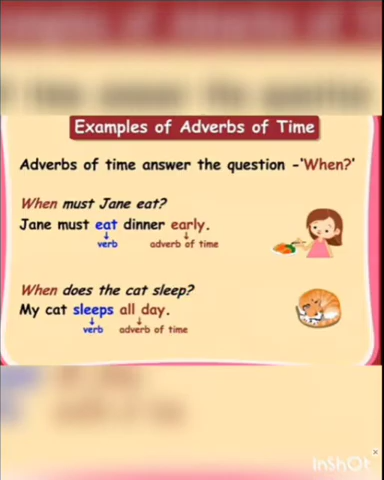 Examples of Adverbs of Time
Adverbs of time answer the question -'When?'
When must Jane eat?
Jane must eat dinner early.
verb adverb of time
When does the cat sleep?
My cat sleeps all day.
verb adverb of time
InShOt